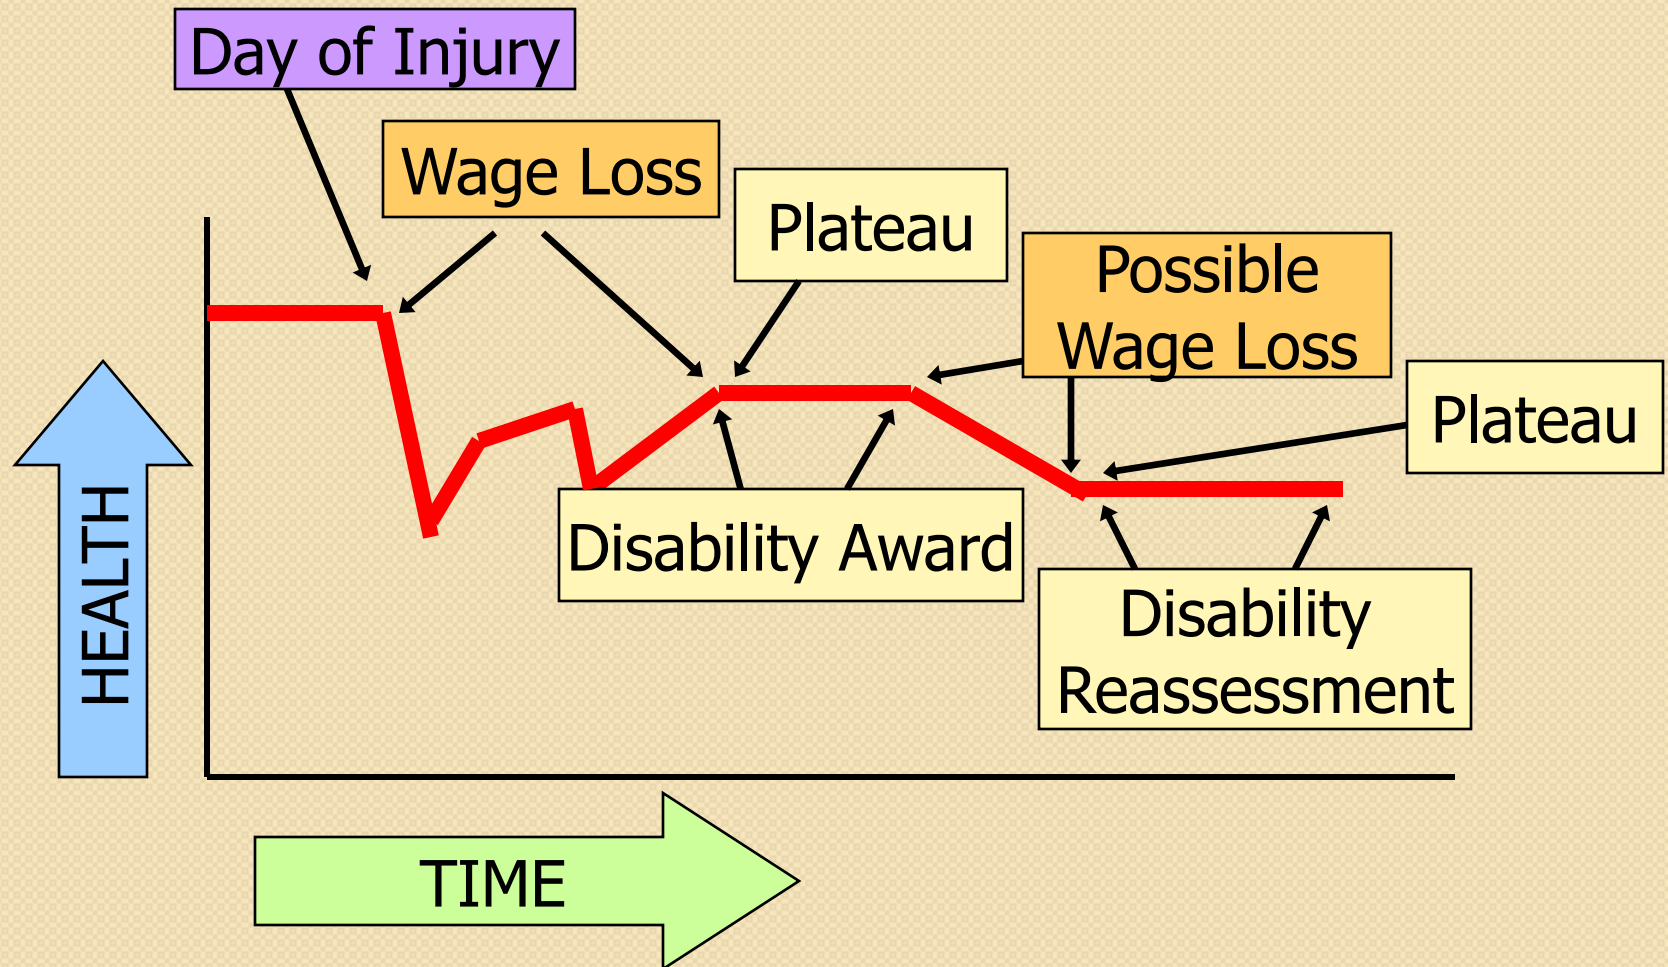 Day of Injury
Wage Loss
Plateau
Possible
Wage Loss
Plateau
HEALTH
Disability Award
Disability
Reassessment
TIME